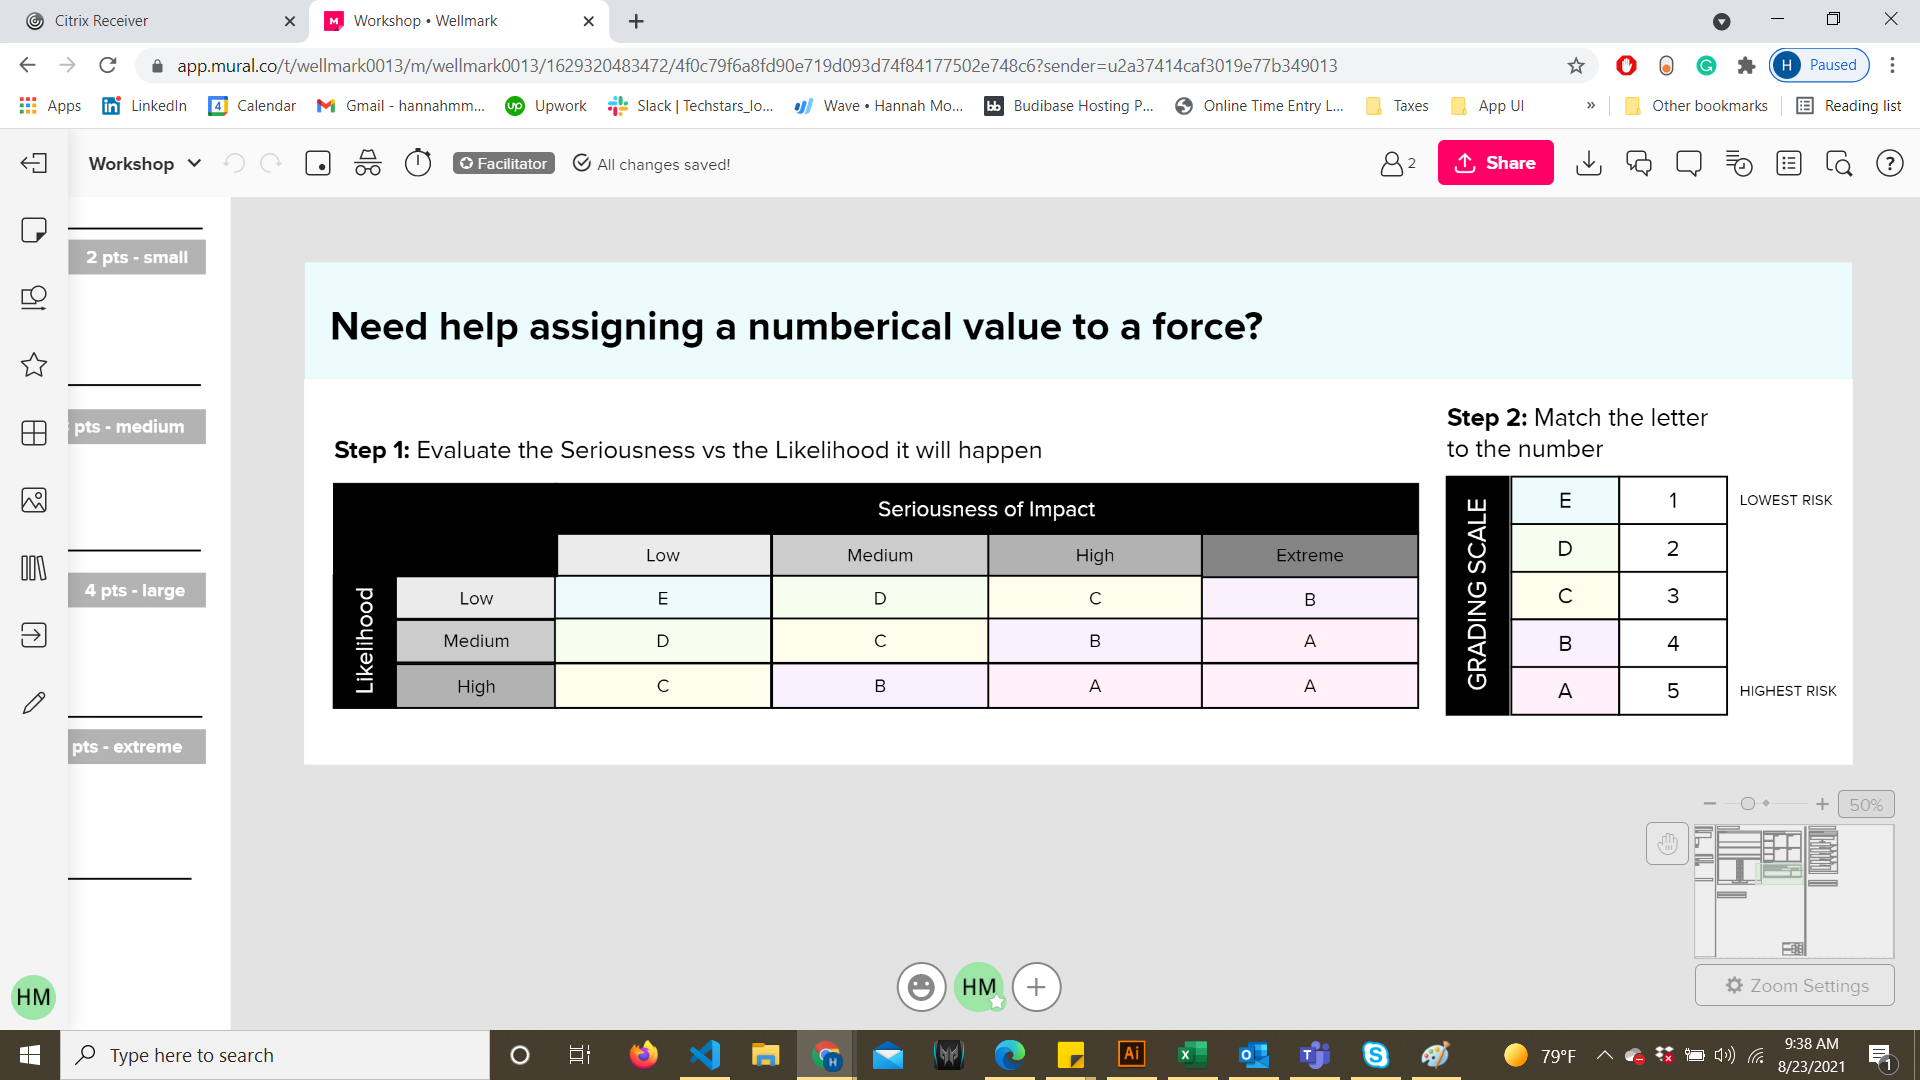 Citrix Receiver
Workshop • Wellmark
app.mural.co/t/wellmark0013/m/wellmark0013/1629320483472/4f0c79f6a8fd90e719d093d74f84177502e748c6?sender=u2a37414caf3019e77b349013
H Paused
Apps LinkedIn 4 Calendar Gmail - hannahmm... up Upwork Slack | Techstars_lo... Wave • Hannah Mo... bb Budibase Hosting P... Online Time Entry L... Taxes App UI » Other bookmarks Reading list
Workshop Facilitator All changes saved! 2 Share ?
2 pts - small
pts - medium
4 pts - large
pts - extreme
Need help assigning a numberical value to a force?
Step 1: Evaluate the Seriousness vs the Likelihood it will happen
Seriousness of Impact
Low Medium High Extreme
Likelihood
Low E D C B
Medium D C B A
High C B A A
Step 2: Match the letter
to the number
GRADING SCALE
E 1 LOWEST RISK
D 2
C 3
B 4
A 5 HIGHEST RISK
50%
Zoom Settings
HM
HM
Type here to search
H
Ai
79°F
9:38 AM
8/23/2021
1